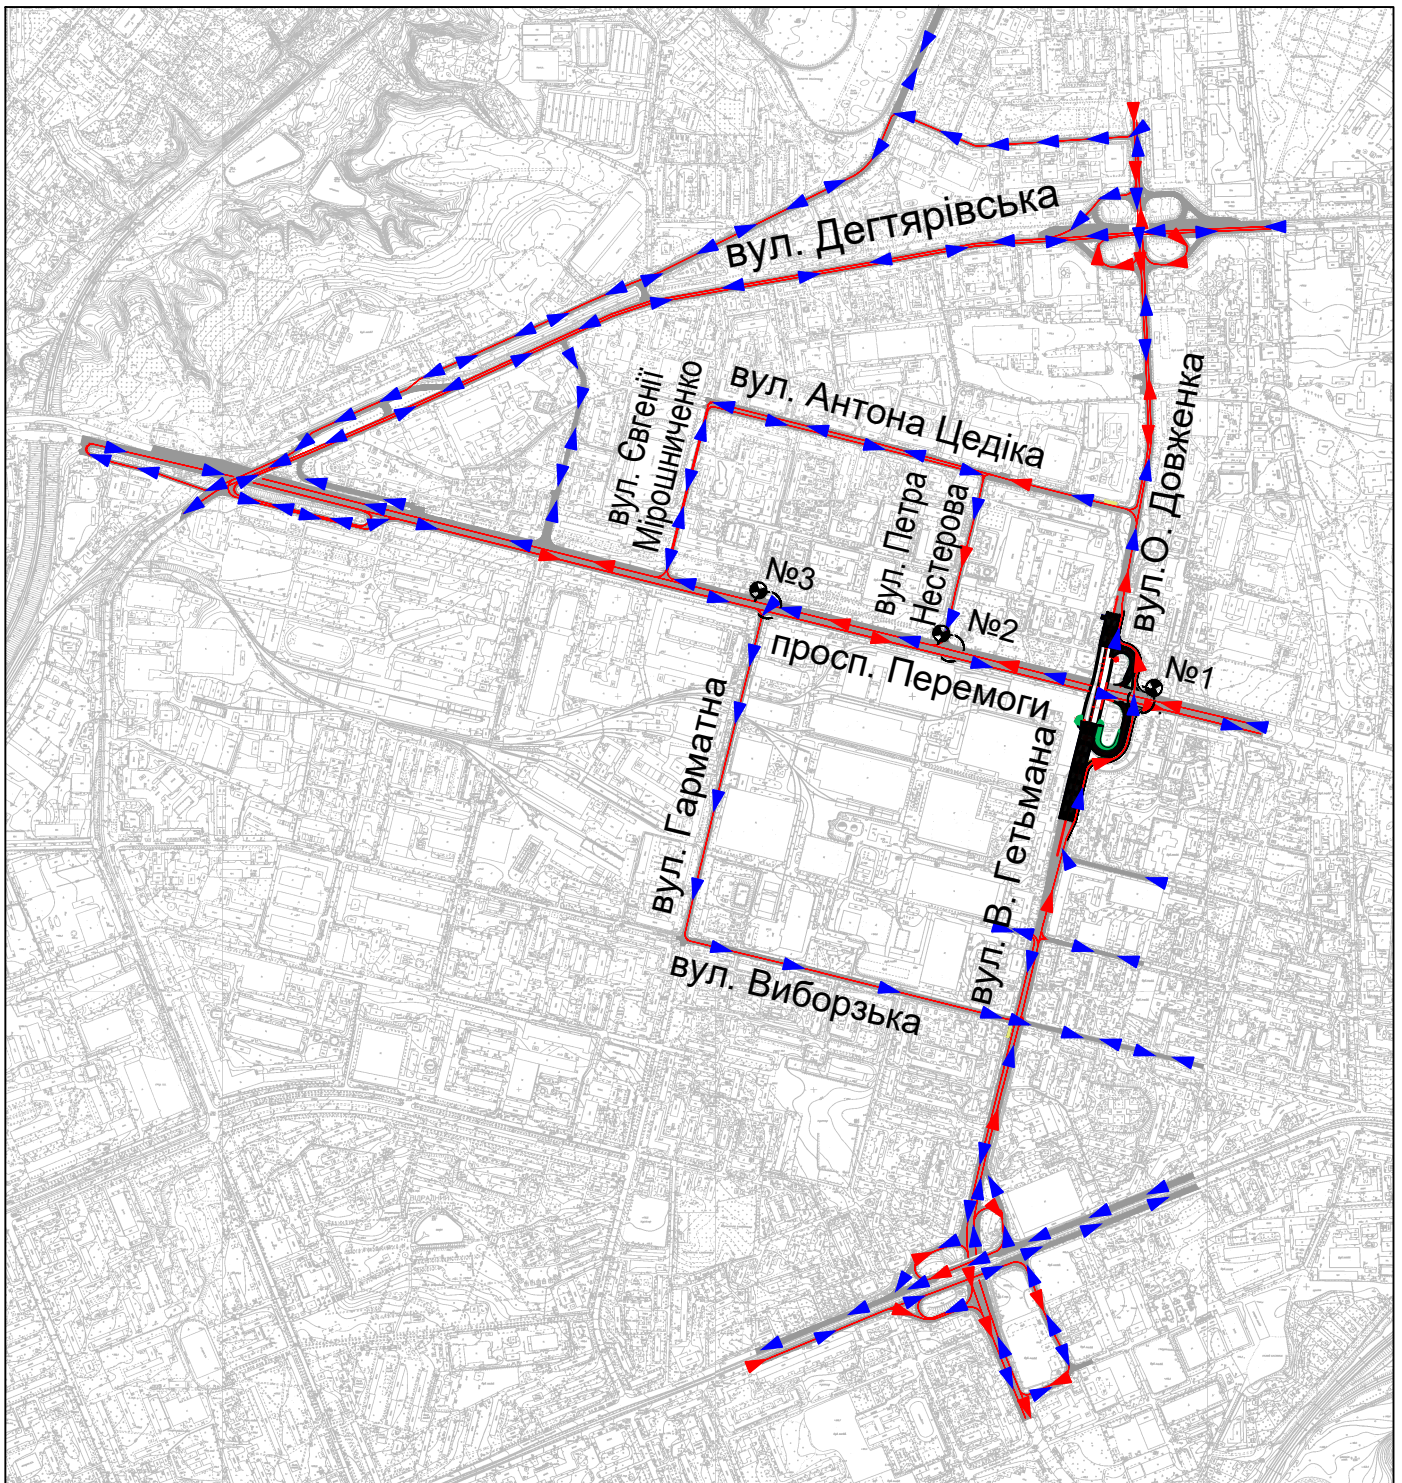 вул. Дегтярівська
вул. Євгенії
Мірошниченко
вул. Антона Цедіка
вул. Петра
Нестерова
вул.О. Довженка
№3
№2
№1
просп. Перемоги
вул. Гарматна
вул. В. Гетьмана
вул. Виборзька